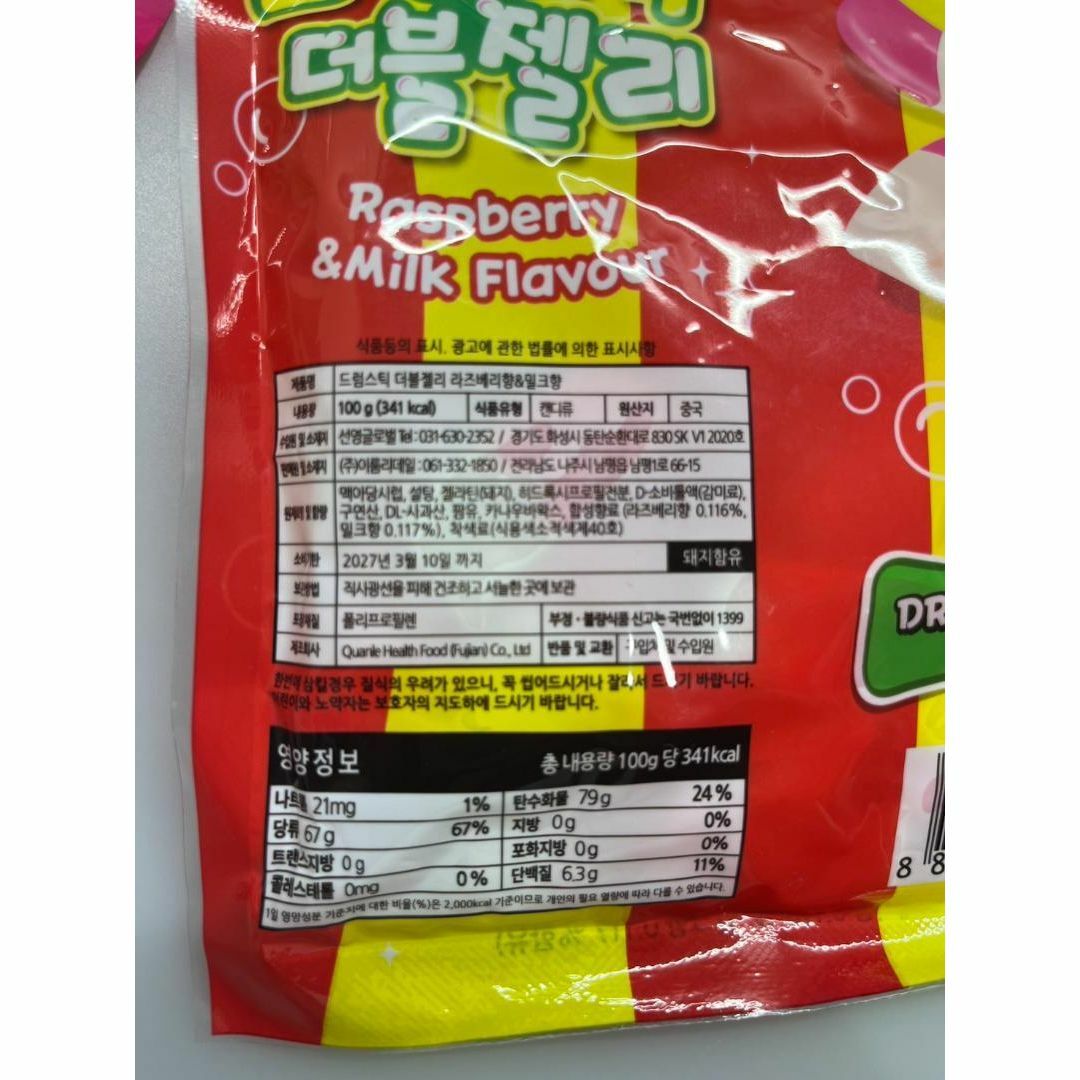 더블젤리
Raspberry
&Milk Flavour
식품등의 표시. 광고에 관한 법률에 의한 표시사항
제품명 드럼스틱 더블젤리 라즈베리향&밀크향
내용량 100 g (341 kcal) 식품유형 캔디류 원산지 중국
수입원 및 소재지 선영글로벌 Tel : 031-630-2352 / 경기도 화성시 동탄순환대로 830 SK V1 2020호
판매원 및 소재지 (주)이룸리데일 : 061-332-1850 / 전라남도 나주시 남평읍 남평1로 66-15
원재료 및 함량 맥아당시럽, 설탕, 젤라틴(돼지), 히드록시프로필전분, D-소비톨액(감미료),
구연산, DL-사과산, 팜유, 카나우바왁스, 합성향료 (라즈베리향 0.116%,
밀크향 0.117%), 착색료(식용색소적색제40호)
소비기한 2027년 3월 10일 까지 돼지함유
보관방법 직사광선을 피해 건조하고 서늘한 곳에 보관
포장재질 폴리프로필렌 부정 · 불량식품 신고는 국번없이 1399
제조회사 Quanle Health Food (Fujian) Co., Ltd 반품 및 교환 구입처 및 수입원
한번에 삼킬경우 질식의 우려가 있으니, 꼭 씹어드시거나 잘라서 드시기 바랍니다.
어린이와 노약자는 보호자의 지도하에 드시기 바랍니다.
영양정보 총 내용량 100g 당 341kcal
나트륨 21mg 1% 탄수화물 79g 24%
당류 67g 67% 지방 0g 0%
트랜스지방 0g 포화지방 0g 0%
콜레스테롤 0mg 0% 단백질 6.3g 11%
1일 영양성분 기준치에 대한 비율(%)은 2,000kcal 기준이므로 개인의 필요 열량에 따라 다를 수 있습니다.
DR
8 8